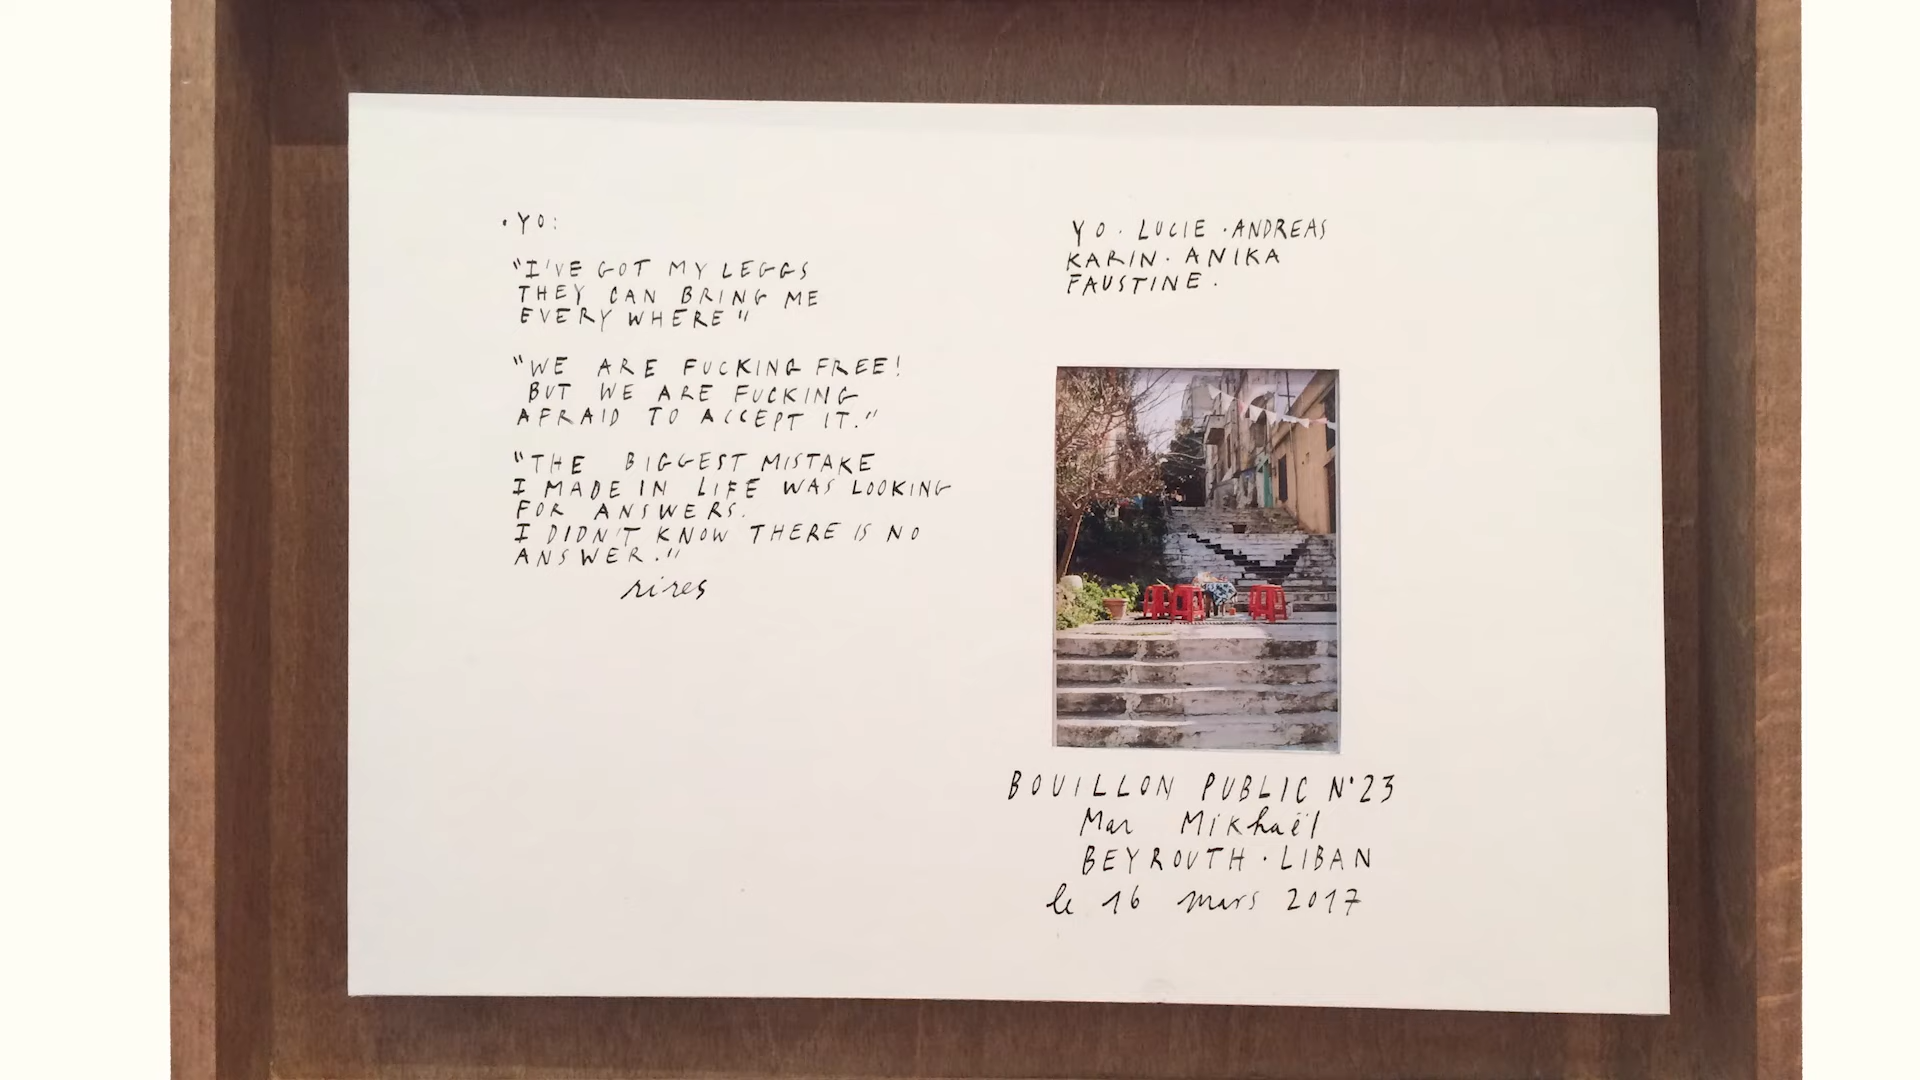 ·YO:
"I'VE GOT MY LEGGS
THEY CAN BRING ME
EVERY WHERE"
"WE ARE FUCKING FREE!
BUT WE ARE FUCKING
AFRAID TO ACCEPT IT."
"THE BIGGEST MISTAKE
I MADE IN LIFE WAS LOOKING
FOR ANSWERS.
I DIDN'T KNOW THERE IS NO
ANSWER."
rires
YO · LUCIE · ANDREAS
KARIN · ANIKA
FAUSTINE.
BOUILLON PUBLIC N°23
Mar Mikhaël
BEYROUTH · LIBAN
le 16 mars 2017